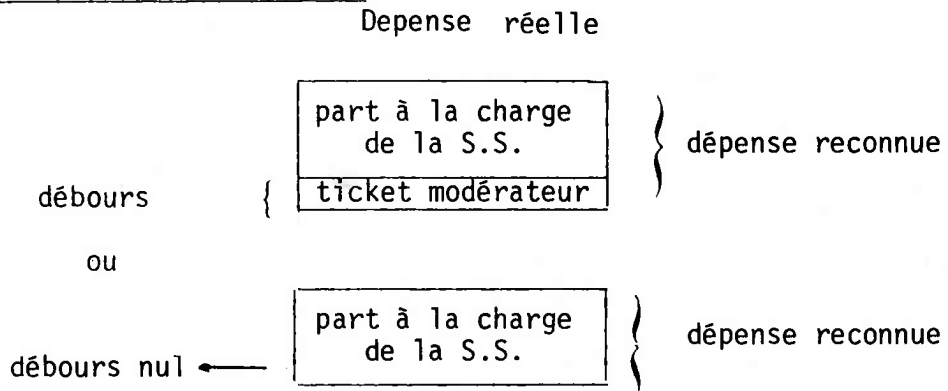 Depense réelle
part à la charge
de la S.S.
dépense reconnue
ticket modérateur
débours
ou
part à la charge
de la S.S.
dépense reconnue
débours nul